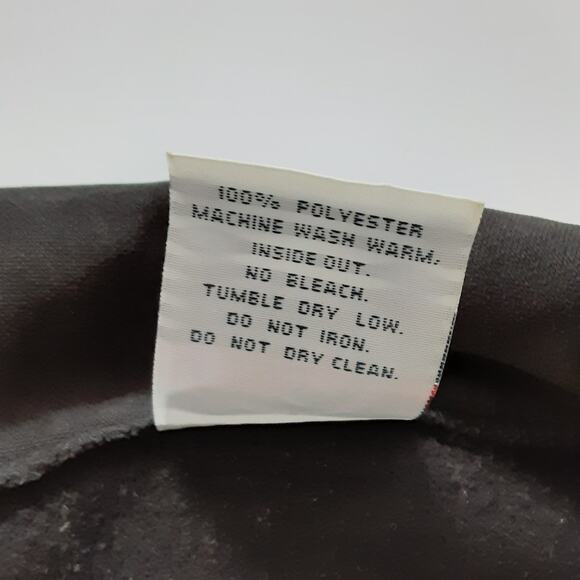 100% POLYESTER
MACHINE WASH WARM,
INSIDE OUT.
NO BLEACH.
TUMBLE DRY LOW.
DO NOT IRON.
DO NOT DRY CLEAN.